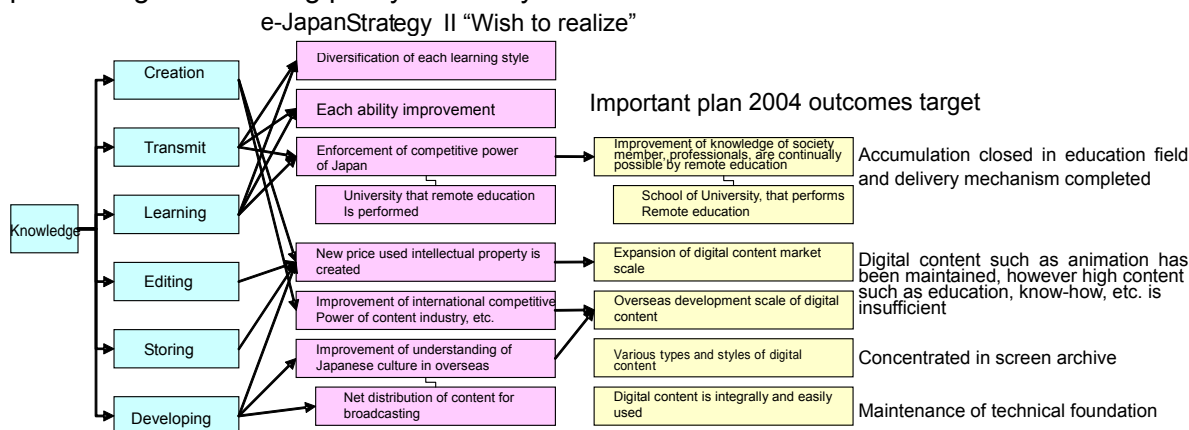 e-JapanStrategy II “Wish to realize”
Knowledge
Creation
Transmit
Learning
Editing
Storing
Developing
Diversification of each learning style
Each ability improvement
Enforcement of competitive power
of Japan
University that remote education
Is performed
New price used intellectual property is
created
Improvement of international competitive
Power of content industry, etc.
Improvement of understanding of
Japanese culture in overseas
Net distribution of content for
broadcasting
Important plan 2004 outcomes target
Improvement of knowledge of society
member, professionals, are continually
possible by remote education
School of University, that performs
Remote education
Expansion of digital content market
scale
Overseas development scale of digital
content
Various types and styles of digital
content
Digital content is integrally and easily
used
Accumulation closed in education field
and delivery mechanism completed
Digital content such as animation has
been maintained, however high content
such as education, know-how, etc. is
insufficient
Concentrated in screen archive
Maintenance of technical foundation